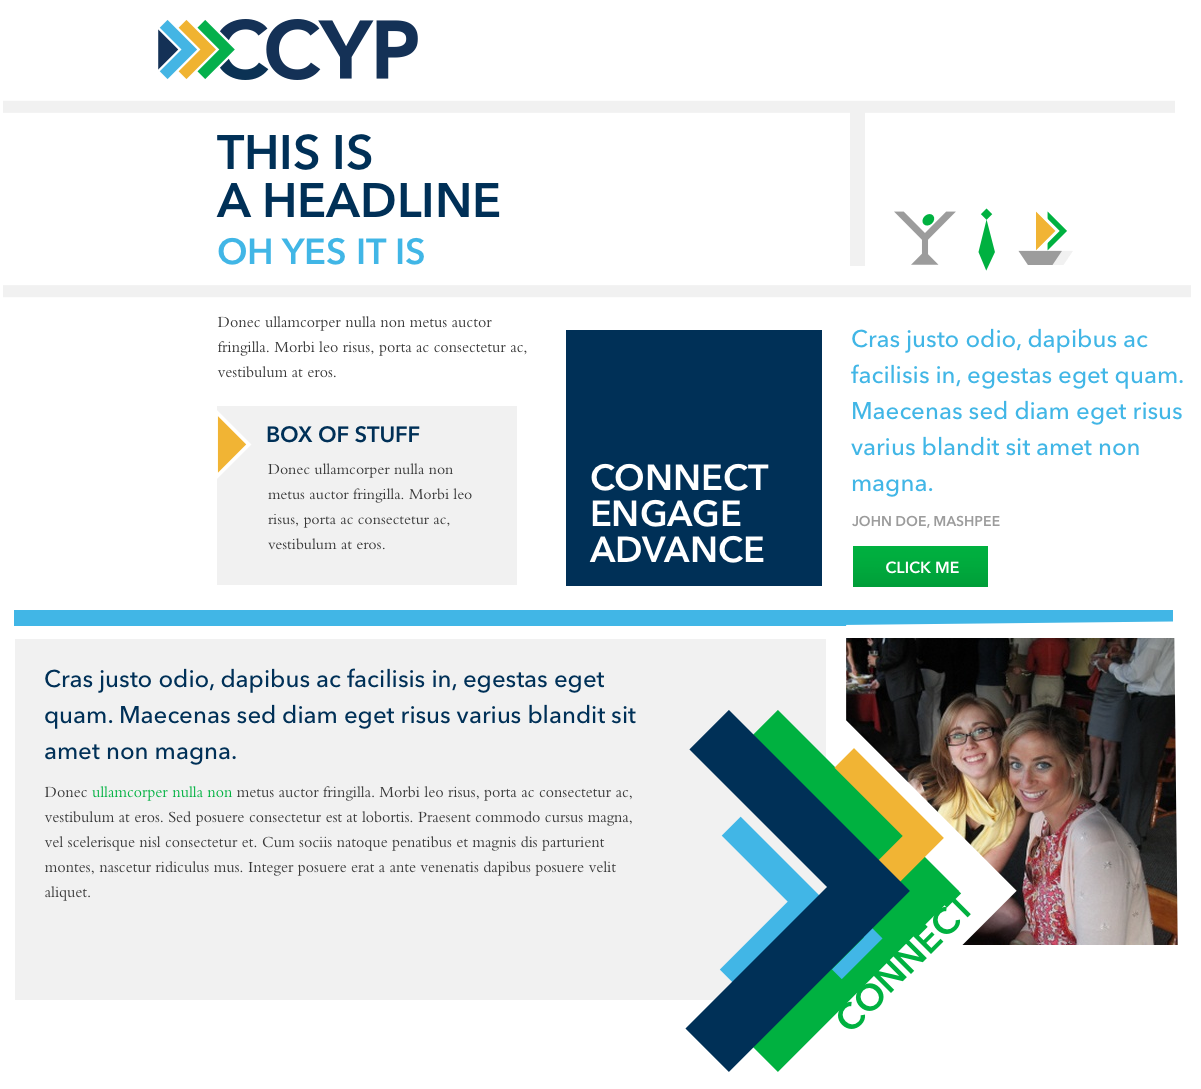 CCYP
THIS IS
A HEADLINE
OH YES IT IS
Donec ullamcorper nulla non metus auctor
fringilla. Morbi leo risus, porta ac consectetur ac,
vestibulum at eros.
BOX OF STUFF
Donec ullamcorper nulla non
metus auctor fringilla. Morbi leo
risus, porta ac consectetur ac,
vestibulum at eros.
CONNECT
ENGAGE
ADVANCE
Cras justo odio, dapibus ac
facilisis in, egestas eget quam.
Maecenas sed diam eget risus
varius blandit sit amet non
magna.
JOHN DOE, MASHPEE
CLICK ME
Cras justo odio, dapibus ac facilisis in, egestas eget
quam. Maecenas sed diam eget risus varius blandit sit
amet non magna.
Donec ullamcorper nulla non metus auctor fringilla. Morbi leo risus, porta ac consectetur ac,
vestibulum at eros. Sed posuere consectetur est at lobortis. Praesent commodo cursus magna,
vel scelerisque nisl consectetur et. Cum sociis natoque penatibus et magnis dis parturient
montes, nascetur ridiculus mus. Integer posuere erat a ante venenatis dapibus posuere velit
aliquet.
CONNECT